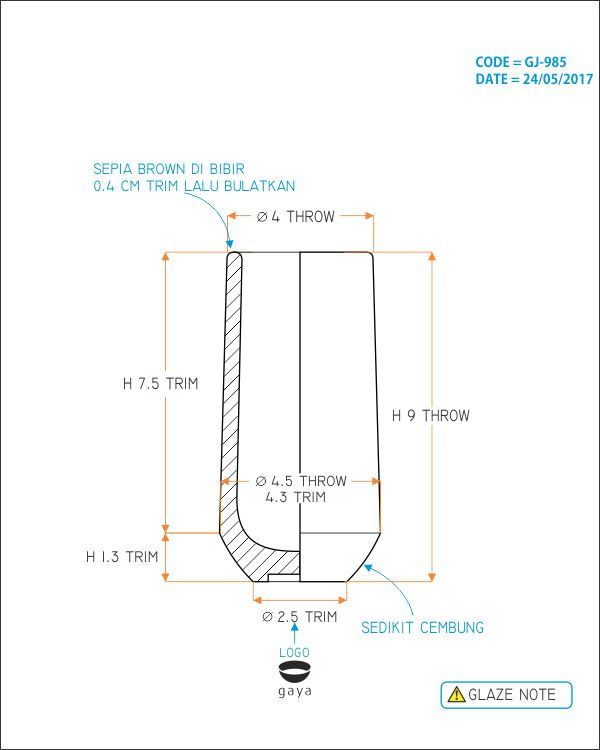 CODE = GJ-985
DATE = 24/05/2017
SEPIA BROWN DI BIBIR
0.4 CM TRIM LALU BULATKAN
Ø 4 THROW
H 7.5 TRIM
H 9 THROW
Ø 4.5 THROW
4.3 TRIM
H 1.3 TRIM
Ø 2.5 TRIM
SEDIKIT CEMBUNG
LOGO
gaya
GLAZE NOTE